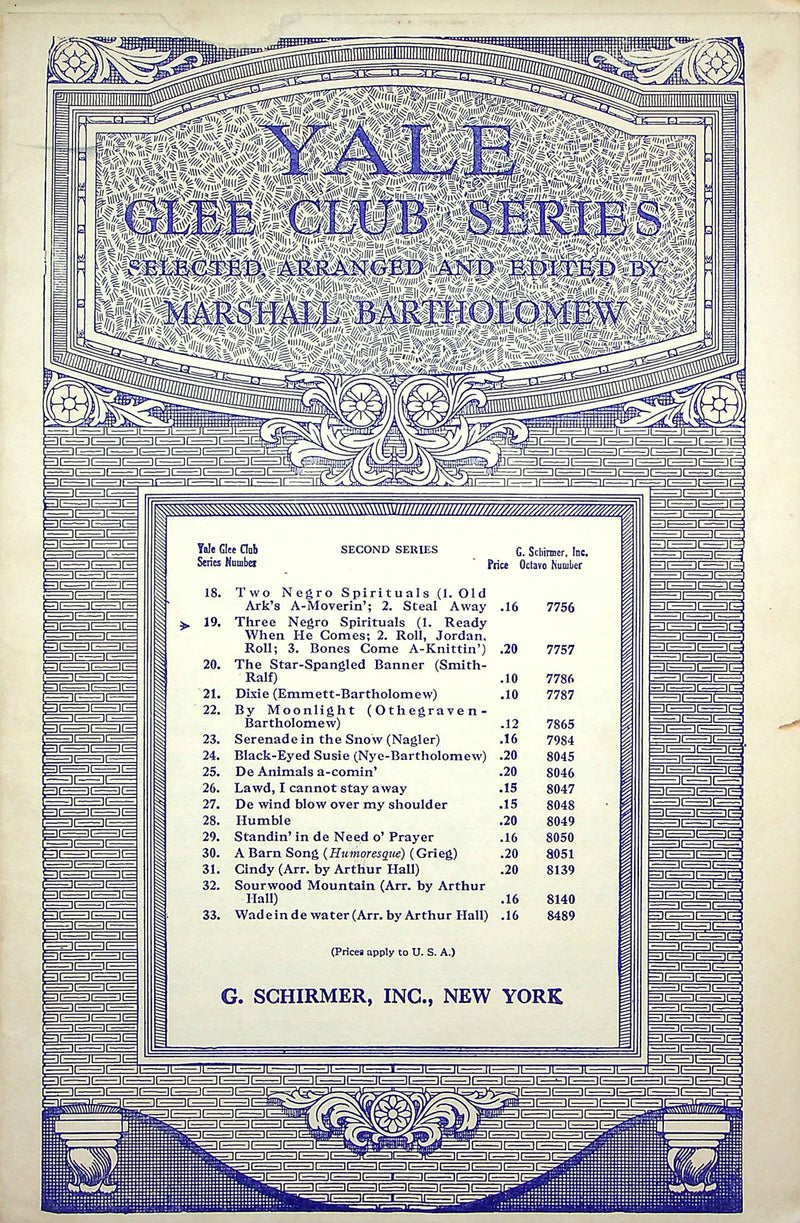 YALE
GLEE CLUB SERIES
SELECTED, ARRANGED AND EDITED BY
MARSHALL BARTHOLOMEW
Yale Glee Club SECOND SERIES G. Schirmer, Inc.
Series Number Price Octavo Number
18. Two Negro Spirituals (1. Old
Ark's A-Moverin'; 2. Steal Away .16 7756
19. Three Negro Spirituals (1. Ready
When He Comes; 2. Roll, Jordan,
Roll; 3. Bones Come A-Knittin') .20 7757
20. The Star-Spangled Banner (Smith-
Ralf) .10 7786
21. Dixie (Emmett-Bartholomew) .10 7787
22. By Moonlight (Othegraven-
Bartholomew) .12 7865
23. Serenade in the Snow (Nagler) .16 7984
24. Black-Eyed Susie (Nye-Bartholomew) .20 8045
25. De Animals a-comin' .20 8046
26. Lawd, I cannot stay away .15 8047
27. De wind blow over my shoulder .15 8048
28. Humble .20 8049
29. Standin' in de Need o' Prayer .16 8050
30. A Barn Song (Humoresque) (Grieg) .20 8051
31. Cindy (Arr. by Arthur Hall) .20 8139
32. Sourwood Mountain (Arr. by Arthur
Hall) .16 8140
33. Wade in de water (Arr. by Arthur Hall) .16 8489
(Prices apply to U. S. A.)
G. SCHIRMER, INC., NEW YORK